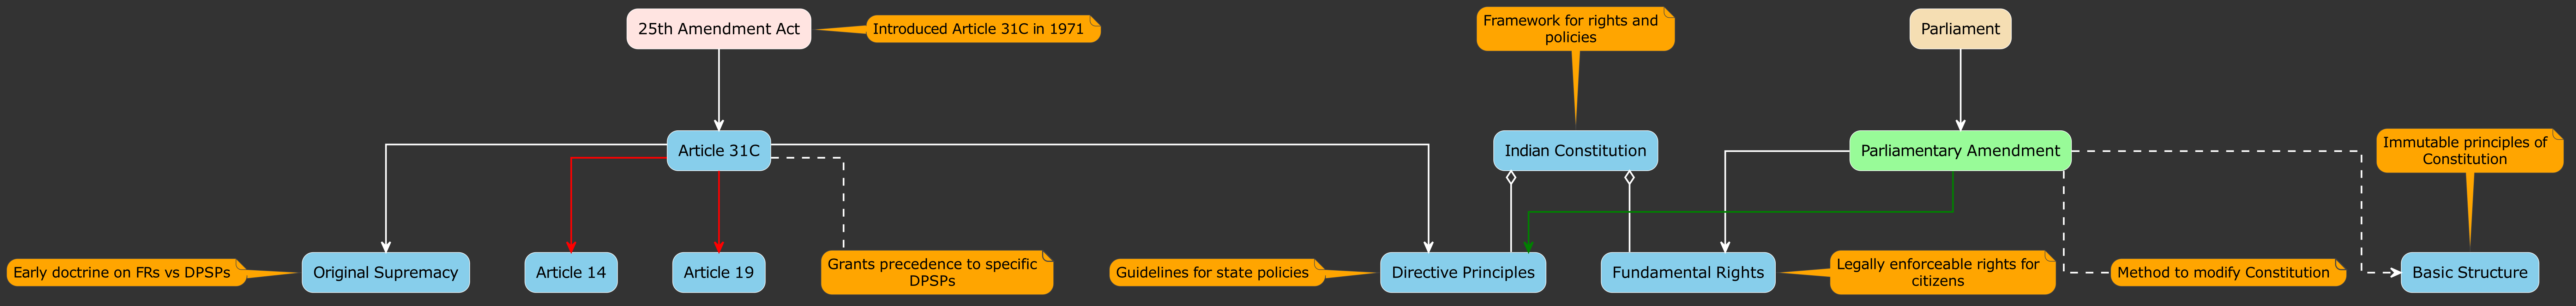 25th Amendment Act
Introduced Article 31C in 1971
Framework for rights and
policies
Parliament
Article 31C
Indian Constitution
Parliamentary Amendment
Immutable principles of
Constitution
Early doctrine on FRs vs DPSPs
Original Supremacy
Article 14
Article 19
Grants precedence to specific
DPSPs
Guidelines for state policies
Directive Principles
Fundamental Rights
Legally enforceable rights for
citizens
Method to modify Constitution
Basic Structure